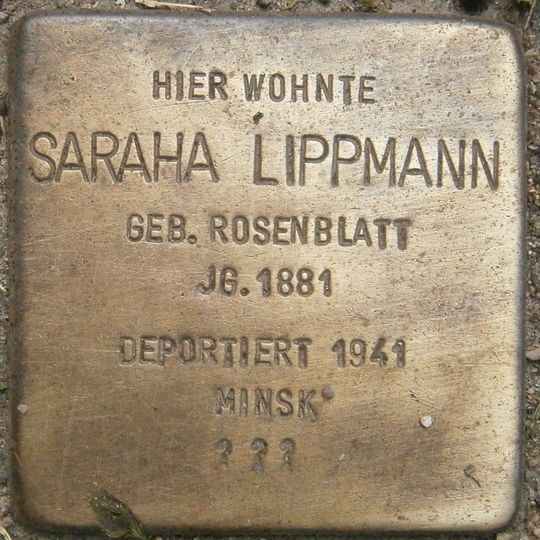 HIER WOHNTE
SARAHA LIPPMANN
GEB. ROSENBLATT
JG. 1881
DEPORTIERT 1941
MINSK
???